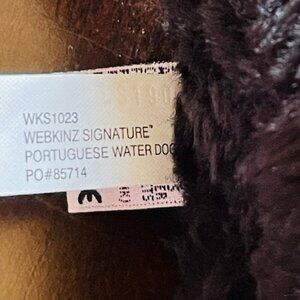 WKS1023
WEBKINZ SIGNATURE™
PORTUGUESE WATER DOG
PO#85714